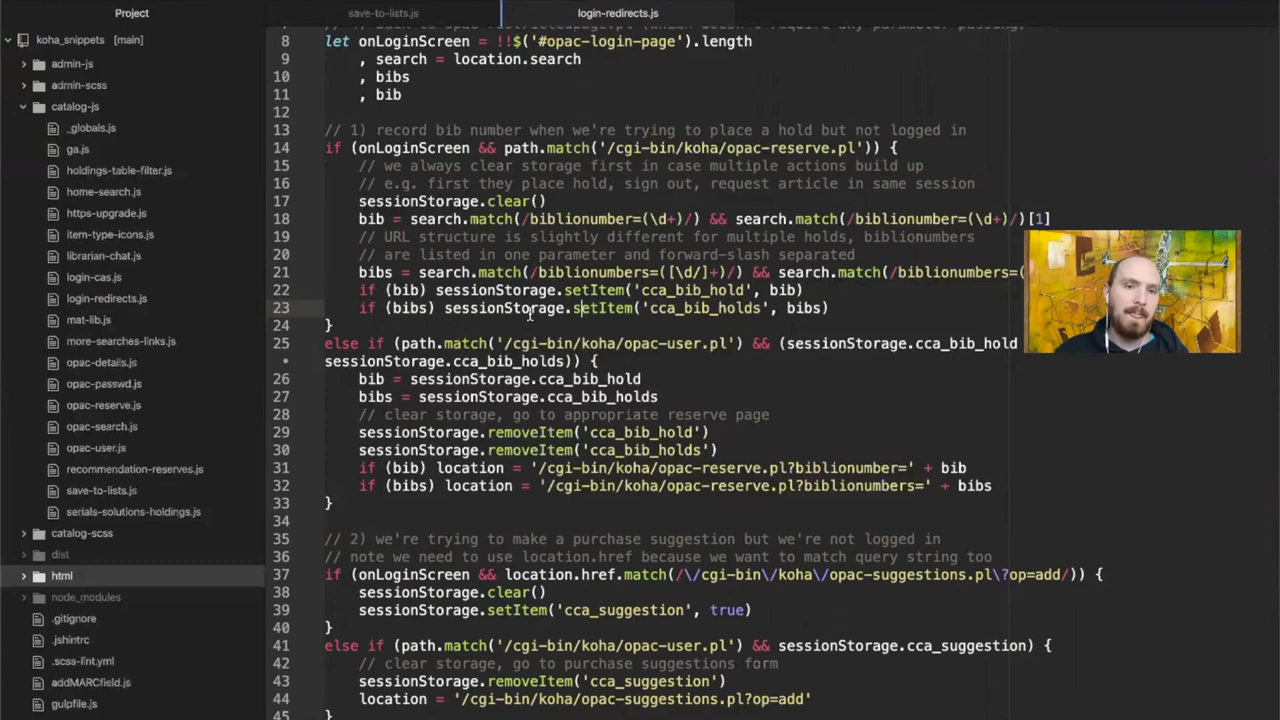 Project
save-to-lists.js
login-redirects.js
koha_snippets [main]
admin-js
admin-scss
catalog-js
_globals.js
ga.js
holdings-table-filter.js
home-search.js
https-upgrade.js
item-type-icons.js
librarian-chat.js
login-cas.js
login-redirects.js
mat-lib.js
more-searches-links.js
opac-details.js
opac-passwd.js
opac-reserve.js
opac-search.js
opac-user.js
recommendation-reserves.js
save-to-lists.js
serials-solutions-holdings.js
catalog-scss
dist
html
node_modules
.gitignore
.jshintrc
.scss-lint.yml
addMARCfield.js
gulpfile.js
8 let onLoginScreen = !!$('#opac-login-page').length
9 , search = location.search
10 , bibs
11 , bib
12
13 // 1) record bib number when we're trying to place a hold but not logged in
14 if (onLoginScreen && path.match('/cgi-bin/koha/opac-reserve.pl')) {
15 // we always clear storage first in case multiple actions build up
16 // e.g. first they place hold, sign out, request article in same session
17 sessionStorage.clear()
18 bib = search.match(/biblionumber=(\d+)/) && search.match(/biblionumber=(\d+)/)[1]
19 // URL structure is slightly different for multiple holds, biblionumbers
20 // are listed in one parameter and forward-slash separated
21 bibs = search.match(/biblionumbers=([\d/]+)/) && search.match(/biblionumbers=(
22 if (bib) sessionStorage.setItem('cca_bib_hold', bib)
23 if (bibs) sessionStorage.setItem('cca_bib_holds', bibs)
24 }
25 else if (path.match('/cgi-bin/koha/opac-user.pl') && (sessionStorage.cca_bib_hold
• sessionStorage.cca_bib_holds)) {
26 bib = sessionStorage.cca_bib_hold
27 bibs = sessionStorage.cca_bib_holds
28 // clear storage, go to appropriate reserve page
29 sessionStorage.removeItem('cca_bib_hold')
30 sessionStorage.removeItem('cca_bib_holds')
31 if (bib) location = '/cgi-bin/koha/opac-reserve.pl?biblionumber=' + bib
32 if (bibs) location = '/cgi-bin/koha/opac-reserve.pl?biblionumbers=' + bibs
33 }
34
35 // 2) we're trying to make a purchase suggestion but we're not logged in
36 // note we need to use location.href because we want to match query string too
37 if (onLoginScreen && location.href.match(/\/cgi-bin\/koha\/opac-suggestions.pl\?op=add/)) {
38 sessionStorage.clear()
39 sessionStorage.setItem('cca_suggestion', true)
40 }
41 else if (path.match('/cgi-bin/koha/opac-user.pl') && sessionStorage.cca_suggestion) {
42 // clear storage, go to purchase suggestions form
43 sessionStorage.removeItem('cca_suggestion')
44 location = '/cgi-bin/koha/opac-suggestions.pl?op=add'
45 }